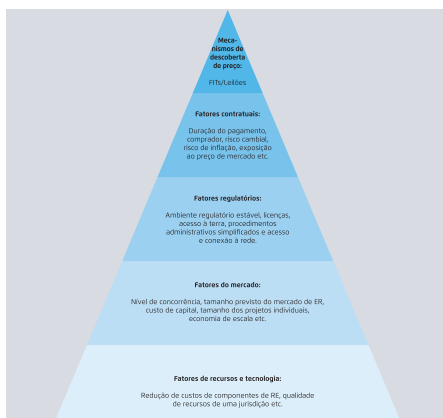 Meca-
nismos de
descoberta
de preço:
FITs/Leilões
Fatores contratuais:
Duração do pagamento,
comprador, risco cambial,
risco de inflação, exposição
ao preço de mercado etc.
Fatores regulatórios:
Ambiente regulatório estável, licenças,
acesso à terra, procedimentos
administrativos simplificados e acesso
e conexão à rede.
Fatores do mercado:
Nível de concorrência, tamanho previsto do mercado de ER,
custo de capital, tamanho dos projetos individuais,
economia de escala etc.
Fatores de recursos e tecnologia:
Redução de custos de componentes de RE, qualidade
de recursos de uma jurisdição etc.